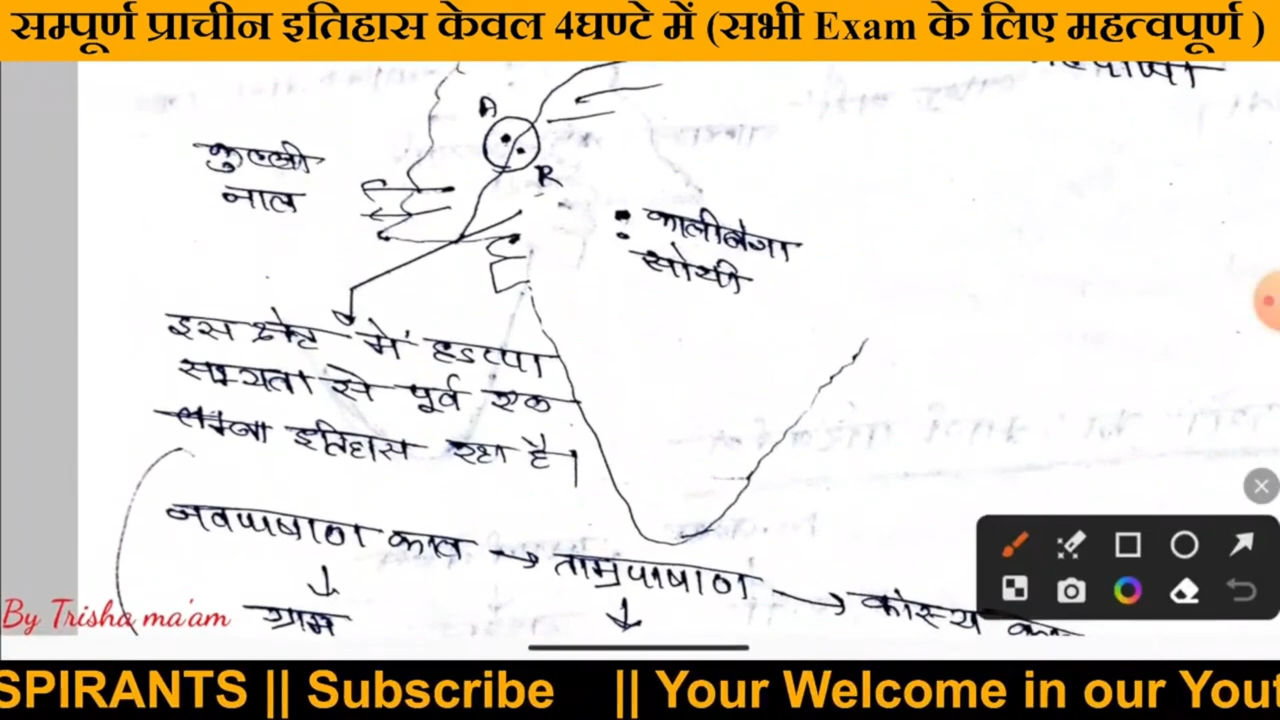 सम्पूर्ण प्राचीन इतिहास केवल 4घण्टे में (सभी Exam के लिए महत्वपूर्ण )
A
कुल्ली
नाल
R
कालीबंगा
सोथी
इस क्षेत्र में हडप्पा
सभ्यता से पूर्व एक
लम्बा इतिहास रहा है।
नवपाषाण काल → ताम्रपाषाण → कांस्य काल
↓ ↓
ग्राम
By Trisha ma'am
SPIRANTS || Subscribe || Your Welcome in our Yout